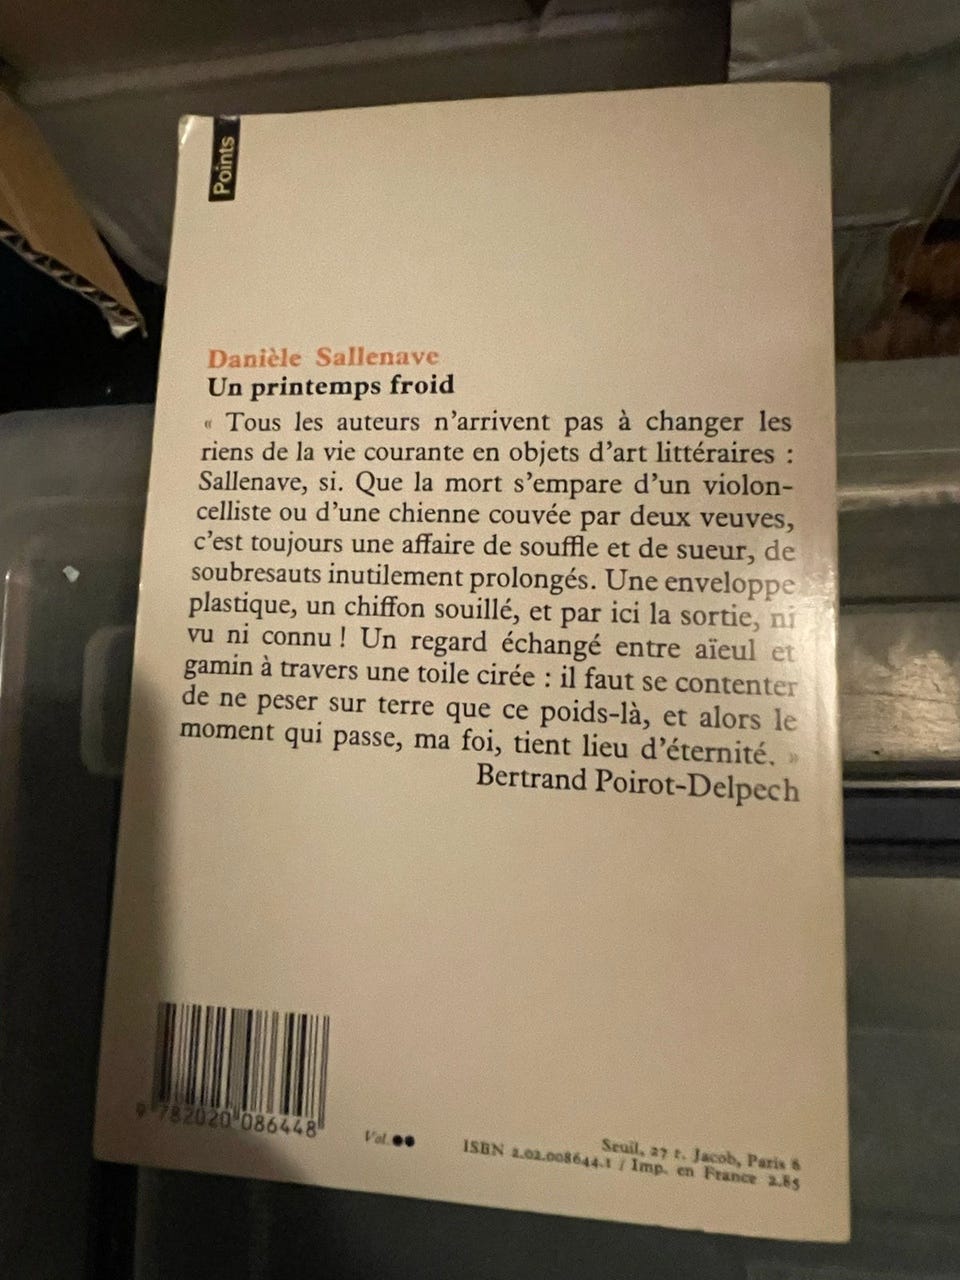 Points
Danièle Sallenave
Un printemps froid
« Tous les auteurs n'arrivent pas à changer les
riens de la vie courante en objets d'art littéraires :
Sallenave, si. Que la mort s'empare d'un violon-
celliste ou d'une chienne couvée par deux veuves,
c'est toujours une affaire de souffle et de sueur, de
soubresauts inutilement prolongés. Une enveloppe
plastique, un chiffon souillé, et par ici la sortie, ni
vu ni connu ! Un regard échangé entre aïeul et
gamin à travers une toile cirée : il faut se contenter
de ne peser sur terre que ce poids-là, et alors le
moment qui passe, ma foi, tient lieu d'éternité. »
Bertrand Poirot-Delpech
9 782020 086448
Vol. ●●
Seuil, 27 r. Jacob, Paris 6
ISBN 2.02.008644.1 / Imp. en France 2.85